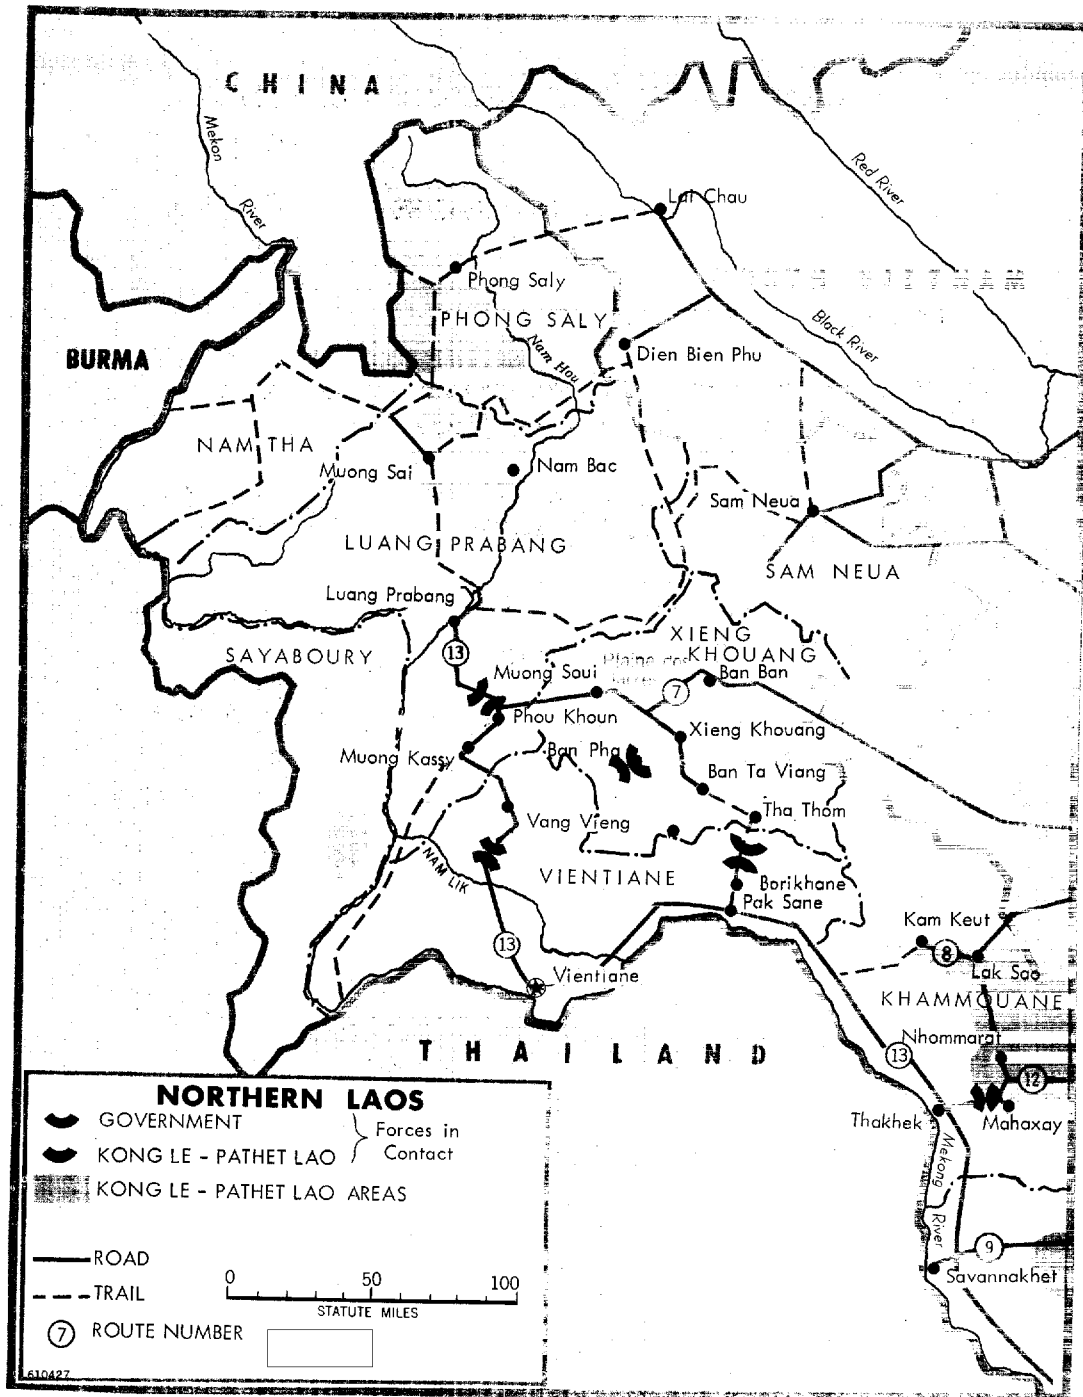 CHINA
Mekon
River
Red River
Lai Chau
Phong Saly
PHONG SALY
Black River
BURMA
Nam Hou
Dien Bien Phu
NAM THA
Muong Sai
Nam Bac
Sam Neua
LUANG PRABANG
SAM NEUA
Luang Prabang
XIENG
KHOUANG
SAYABOURY
13
Muong Soui
Plaine des
Ban Ban
7
Phou Khoun
Xieng Khouang
Muong Kassy
Ban Pha
Ban Ta Viang
Tha Thom
Vang Vieng
NAM LIK
VIENTIANE
Borikhane
Pak Sane
Kam Keut
13
8
Vientiane
Lak Sao
KHAMMOUANE
THAILAND
Nhommarat
13
12
Thakhek
Mahaxay
Mekong
River
9
Savannakhet
NORTHERN LAOS
GOVERNMENT
KONG LE - PATHET LAO
Forces in
Contact
KONG LE - PATHET LAO AREAS
ROAD
TRAIL
0 50 100
STATUTE MILES
7 ROUTE NUMBER
610427